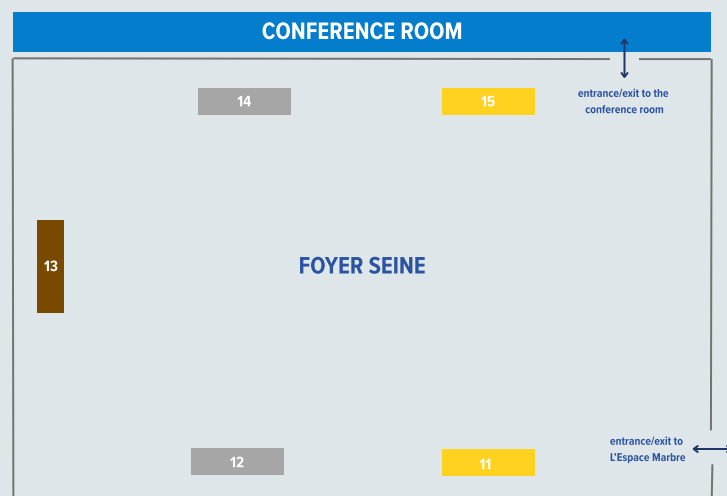 CONFERENCE ROOM
14
15
entrance/exit to the
conference room
13
FOYER SEINE
entrance/exit to
L'Espace Marbre
12
11